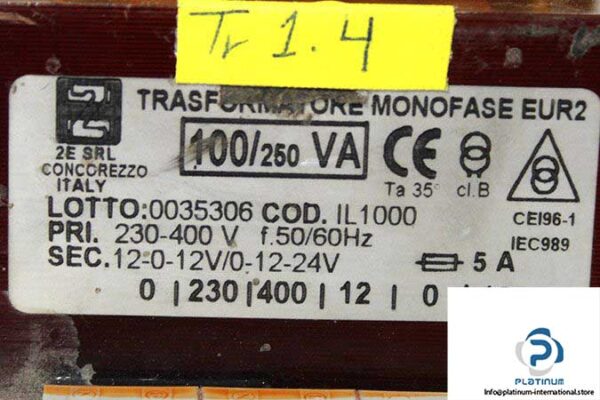 Tr 1.4
TRASFORMATORE MONOFASE EUR2
100/250 VA CE
2E SRL
CONCOREZZO
ITALY
Ta 35° cl.B
LOTTO:0035306 COD. IL1000
CEI96-1
PRI. 230-400 V f.50/60Hz
IEC989
SEC.12-0-12V/0-12-24V 5 A
0 | 230 | 400 | 12 | 0
PLATINUM
Info@platinum-international.store